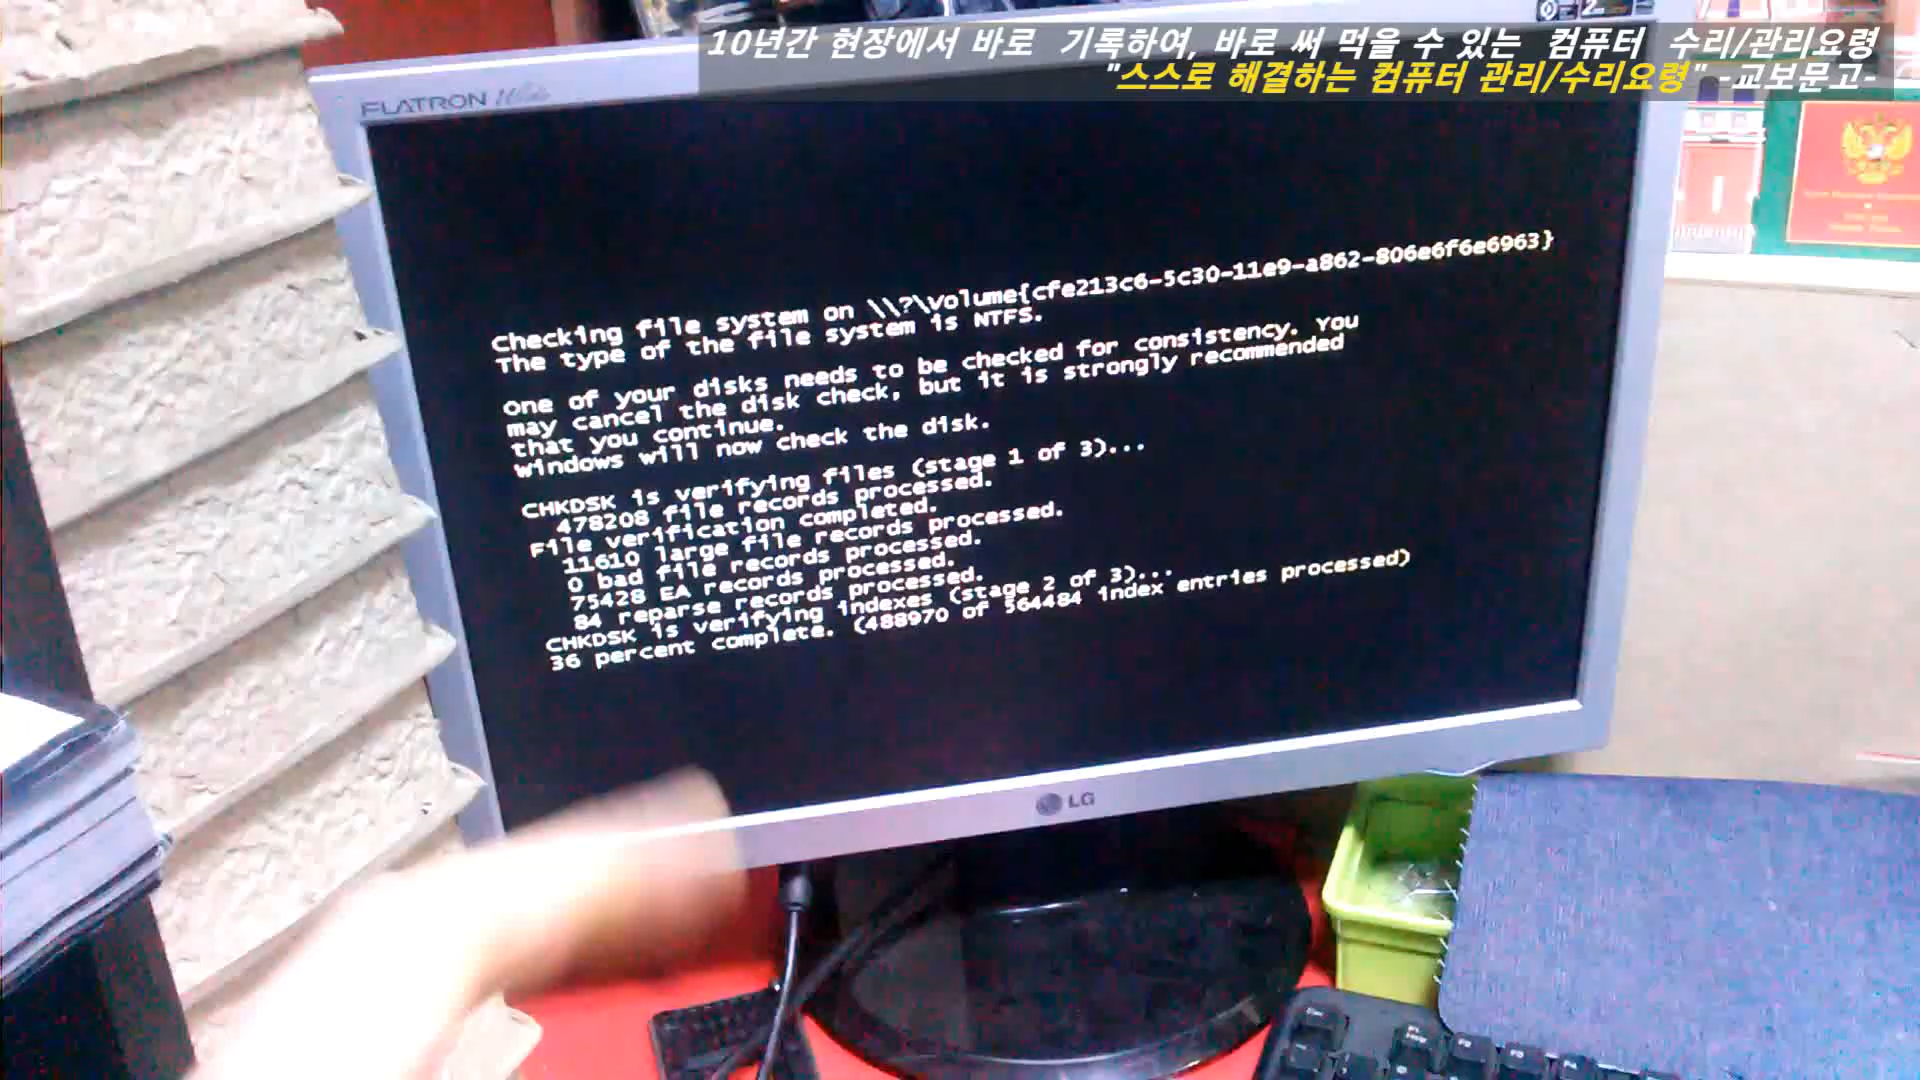 10년간 현장에서 바로 기록하여, 바로 써 먹을 수 있는 컴퓨터 수리/관리요령
"스스로 해결하는 컴퓨터 관리/수리요령" -교보문고-
FLATRON Wide
Checking file system on \\?\Volume{cfe213c6-5c30-11e9-a862-806e6f6e6963}
The type of the file system is NTFS.
One of your disks needs to be checked for consistency. You
may cancel the disk check, but it is strongly recommended
that you continue.
Windows will now check the disk.
CHKDSK is verifying files (stage 1 of 3)...
478208 file records processed.
File verification completed.
11610 large file records processed.
0 bad file records processed.
75428 EA records processed.
84 reparse records processed.
CHKDSK is verifying indexes (stage 2 of 3)...
36 percent complete. (488970 of 564484 index entries processed)
LG